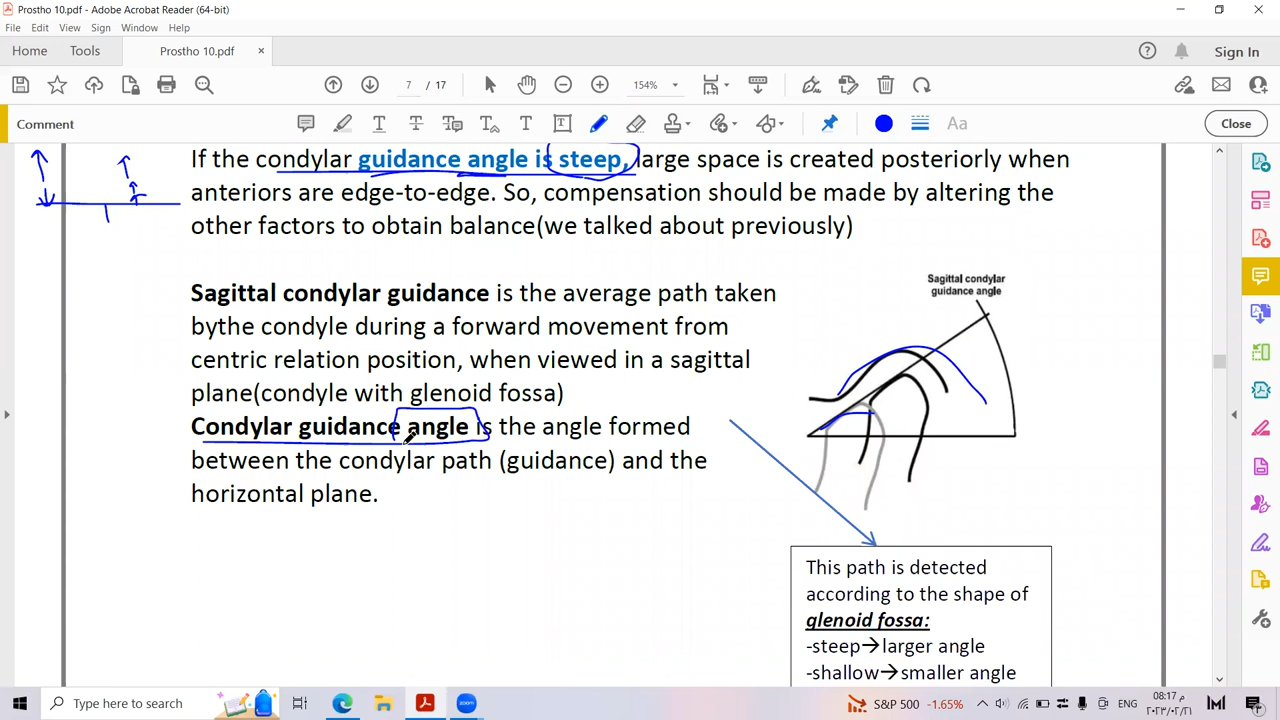 Prostho 10.pdf - Adobe Acrobat Reader (64-bit)
File Edit View Sign Window Help
Home Tools Prostho 10.pdf × Sign In
7 / 17 154%
Comment Aa Close
If the condylar guidance angle is steep, large space is created posteriorly when
anteriors are edge-to-edge. So, compensation should be made by altering the
other factors to obtain balance(we talked about previously)
Sagittal condylar guidance is the average path taken
bythe condyle during a forward movement from
centric relation position, when viewed in a sagittal
plane(condyle with glenoid fossa)
Condylar guidance angle is the angle formed
between the condylar path (guidance) and the
horizontal plane.
Sagittal condylar
guidance angle
This path is detected
according to the shape of
glenoid fossa:
-steep→larger angle
-shallow→smaller angle
Type here to search
zoom
S&P 500 -1.65%
ENG
08:17 م
٢٠٢٣/٠٢/٢١